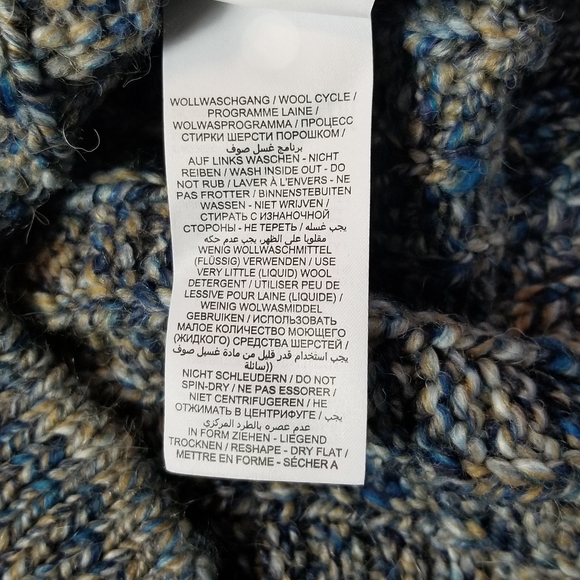 WOLLWASCHGANG / WOOL CYCLE /
PROGRAMME LAINE /
WOLWASPROGRAMMA / ПРОЦЕСС
СТИРКИ ШЕРСТИ ПОРОШКОМ /
برنامج غسل صوف
AUF LINKS WASCHEN - NICHT
REIBEN / WASH INSIDE OUT - DO
NOT RUB / LAVER À L'ENVERS - NE
PAS FROTTER / BINNENSTEBUITEN
WASSEN - NIET WRIJVEN /
СТИРАТЬ С ИЗНАНОЧНОЙ
СТОРОНЫ - НЕ ТЕРЕТЬ / يجب غسله
مقلوبا على الظهر، يجب عدم حكه
WENIG WOLLWASCHMITTEL
(FLÜSSIG) VERWENDEN / USE
VERY LITTLE (LIQUID) WOOL
DETERGENT / UTILISER PEU DE
LESSIVE POUR LAINE (LIQUIDE) /
WEINIG WOLWASMIDDEL
GEBRUIKEN / ИСПОЛЬЗОВАТЬ
МАЛОЕ КОЛИЧЕСТВО МОЮЩЕГО
(ЖИДКОГО) СРЕДСТВА ШЕРСТЕЙ /
يجب استخدام قدر قليل من مادة غسيل صوف
((سائلة /
NICHT SCHLEUDERN / DO NOT
SPIN-DRY / NE PAS ESSORER /
NIET CENTRIFUGEREN / НЕ
ОТЖИМАТЬ В ЦЕНТРИФУГЕ / يجب
عدم عصره بالطرد المركزي
IN FORM ZIEHEN - LIEGEND
TROCKNEN / RESHAPE - DRY FLAT /
METTRE EN FORME - SÉCHER A